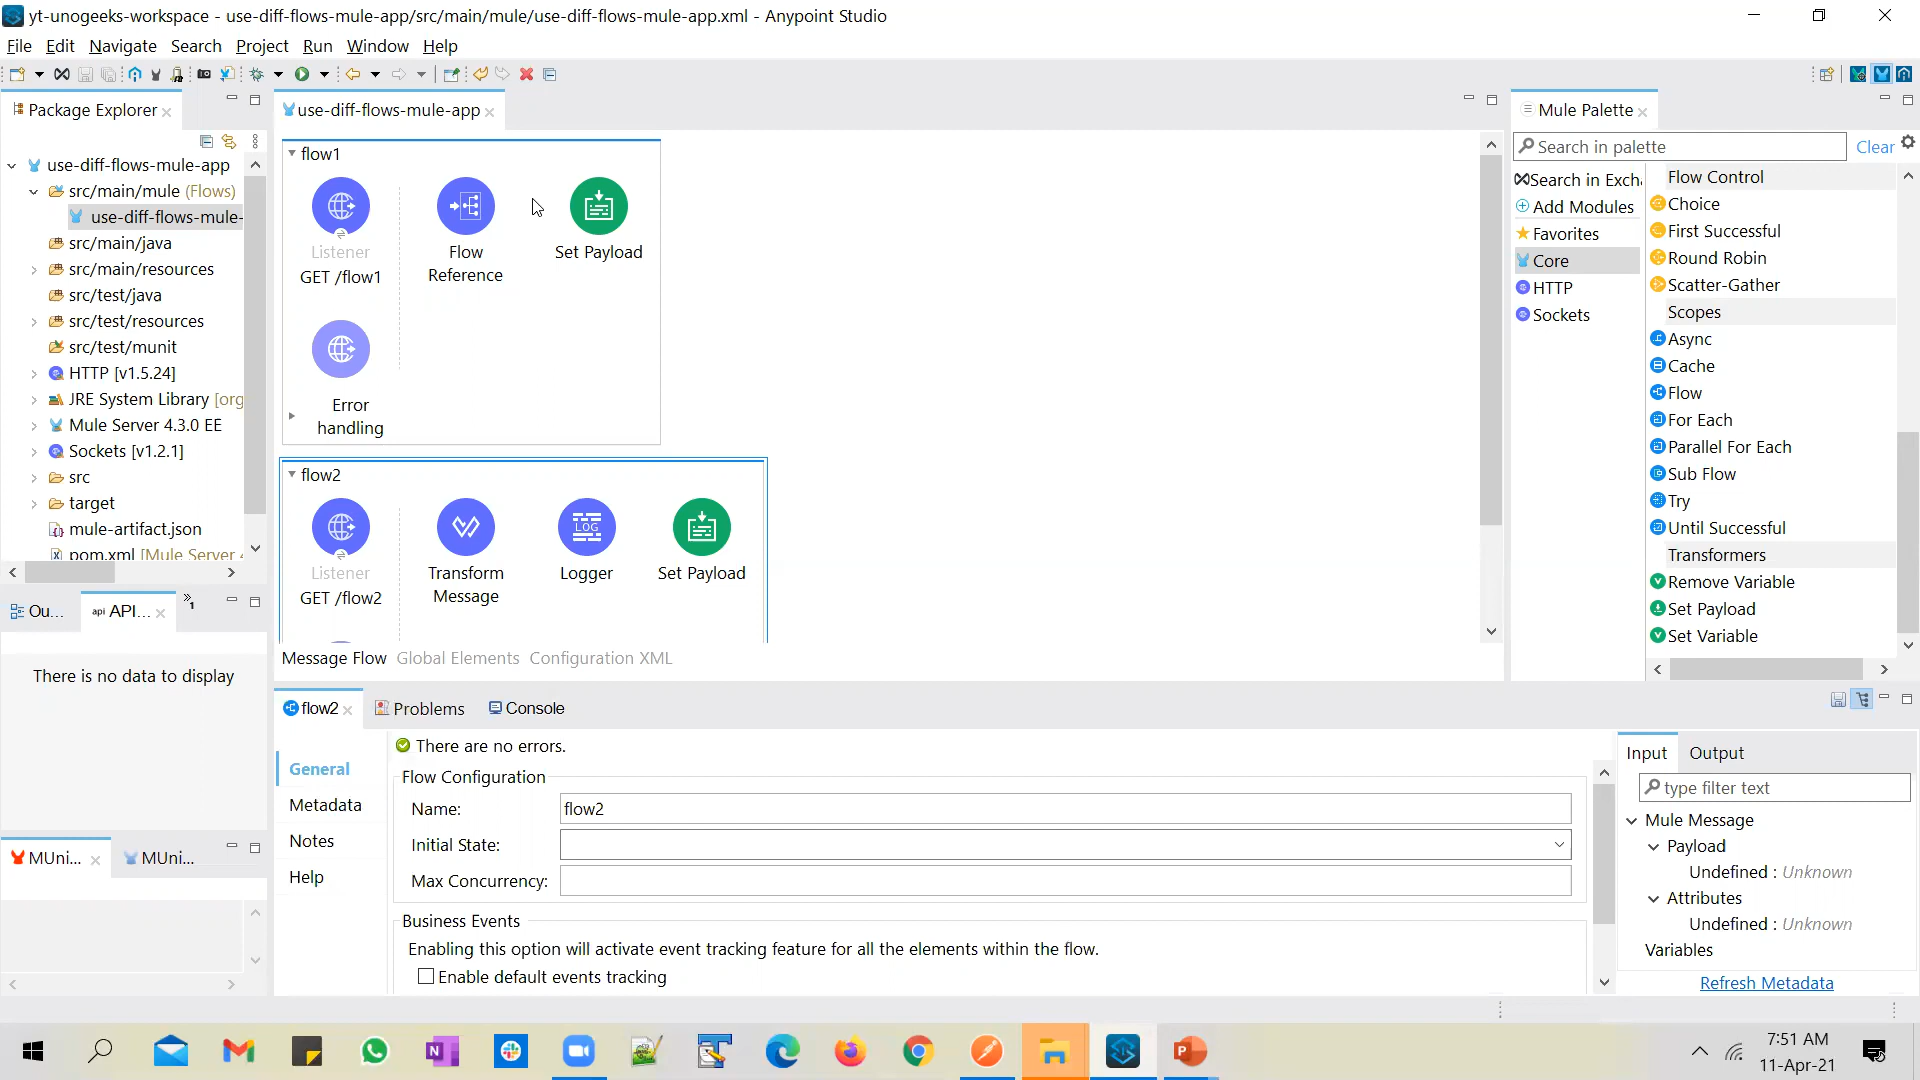 yt-unogeeks-workspace - use-diff-flows-mule-app/src/main/mule/use-diff-flows-mule-app.xml - Anypoint Studio
File Edit Navigate Search Project Run Window Help
Package Explorer
use-diff-flows-mule-app
src/main/mule (Flows)
use-diff-flows-mule-
src/main/java
src/main/resources
src/test/java
src/test/resources
src/test/munit
HTTP [v1.5.24]
JRE System Library [org
Mule Server 4.3.0 EE
Sockets [v1.2.1]
src
target
mule-artifact.json
pom.xml [Mule Server 4
Ou...
api API...
1
There is no data to display
MUni...
MUni...
use-diff-flows-mule-app
flow1
Listener
GET /flow1
Flow
Reference
Set Payload
Error
handling
flow2
Listener
GET /flow2
Transform
Message
LOG
Logger
Set Payload
Message Flow Global Elements Configuration XML
Mule Palette
Search in palette
Clear
Search in Exch
Add Modules
Favorites
Core
HTTP
Sockets
Flow Control
Choice
First Successful
Round Robin
Scatter-Gather
Scopes
Async
Cache
Flow
For Each
Parallel For Each
Sub Flow
Try
Until Successful
Transformers
Remove Variable
Set Payload
Set Variable
flow2
Problems
Console
There are no errors.
General
Metadata
Notes
Help
Flow Configuration
Name: flow2
Initial State:
Max Concurrency:
Business Events
Enabling this option will activate event tracking feature for all the elements within the flow.
Enable default events tracking
Input Output
type filter text
Mule Message
Payload
Undefined : Unknown
Attributes
Undefined : Unknown
Variables
Refresh Metadata
7:51 AM
11-Apr-21